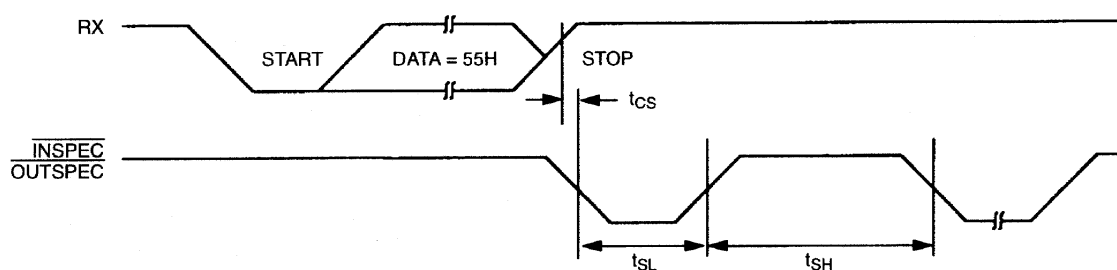 RX
START
DATA = 55H
STOP
tCS
INSPEC
OUTSPEC
tSL
tSH